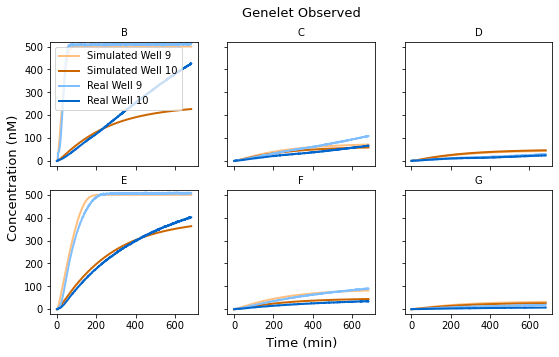 Genelet Observed
B
C
D
500
400
300
200
100
0
Simulated Well 9
Simulated Well 10
Real Well 9
Real Well 10
Concentration (nM)
E
F
G
500
400
300
200
100
0
0 200 400 600
0 200 400 600
0 200 400 600
Time (min)